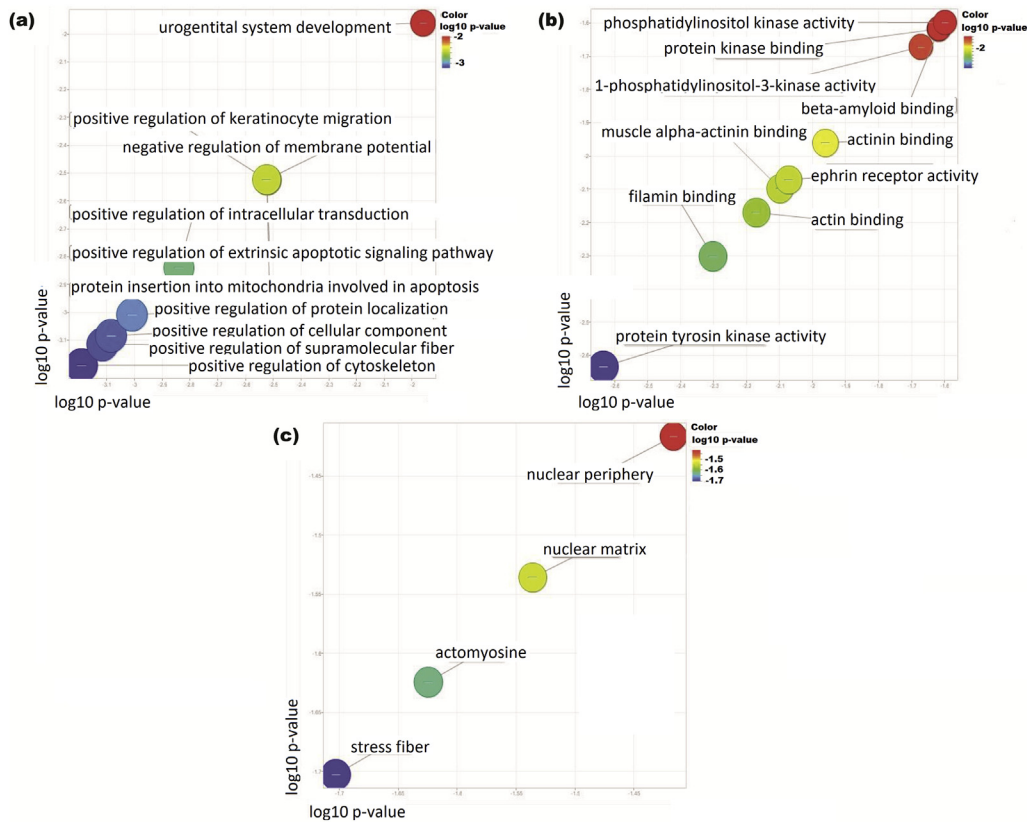 (a)
urogentital system development
Color
log10 p-value
-2
-3
positive regulation of keratinocyte migration
negative regulation of membrane potential
positive regulation of intracellular transduction
positive regulation of extrinsic apoptotic signaling pathway
protein insertion into mitochondria involved in apoptosis
positive regulation of protein localization
positive regulation of cellular component
positive regulation of supramolecular fiber
positive regulation of cytoskeleton
log10 p-value
log10 p-value
(b)
phosphatidylinositol kinase activity
Color
log10 p-value
-2
protein kinase binding
1-phosphatidylinositol-3-kinase activity
beta-amyloid binding
muscle alpha-actinin binding
actinin binding
ephrin receptor activity
filamin binding
actin binding
protein tyrosin kinase activity
log10 p-value
log10 p-value
(c)
Color
log10 p-value
-1.5
-1.6
-1.7
nuclear periphery
nuclear matrix
actomyosine
stress fiber
log10 p-value
log10 p-value